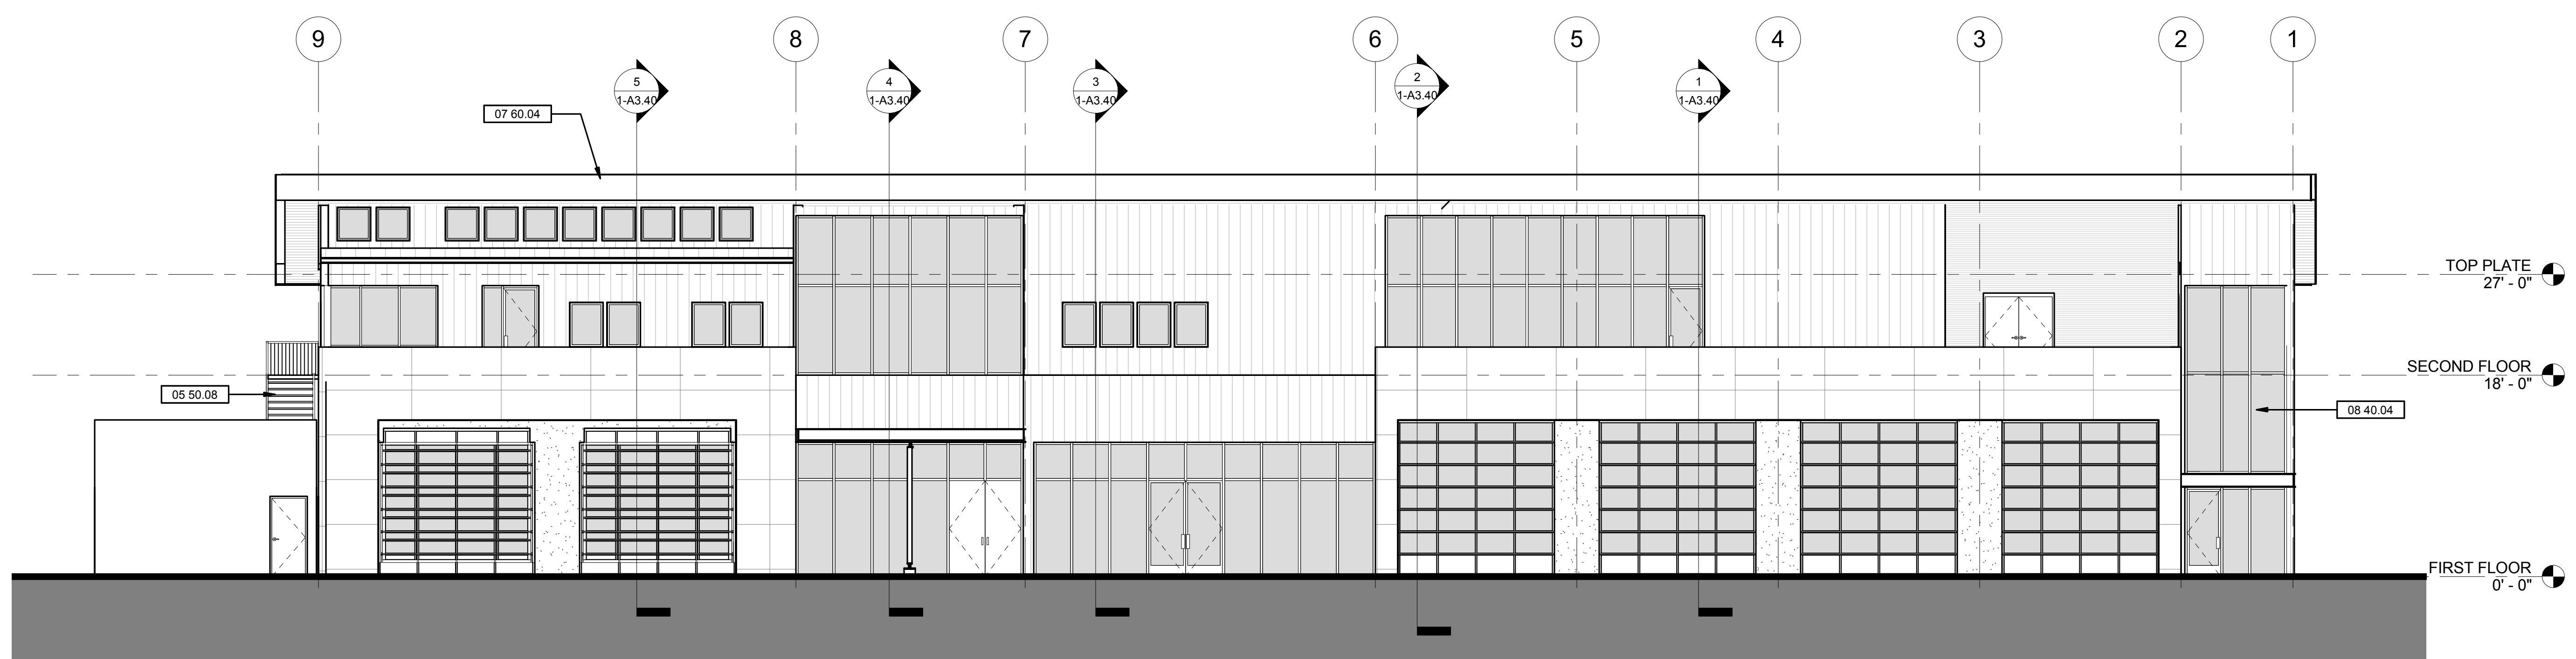 9
8
7
6
5
4
3
2
1
5
1-A3.40
4
1-A3.40
3
1-A3.40
2
1-A3.40
1
1-A3.40
07 60.04
TOP PLATE
27' - 0"
SECOND FLOOR
18' - 0"
05 50.08
08 40.04
FIRST FLOOR
0' - 0"